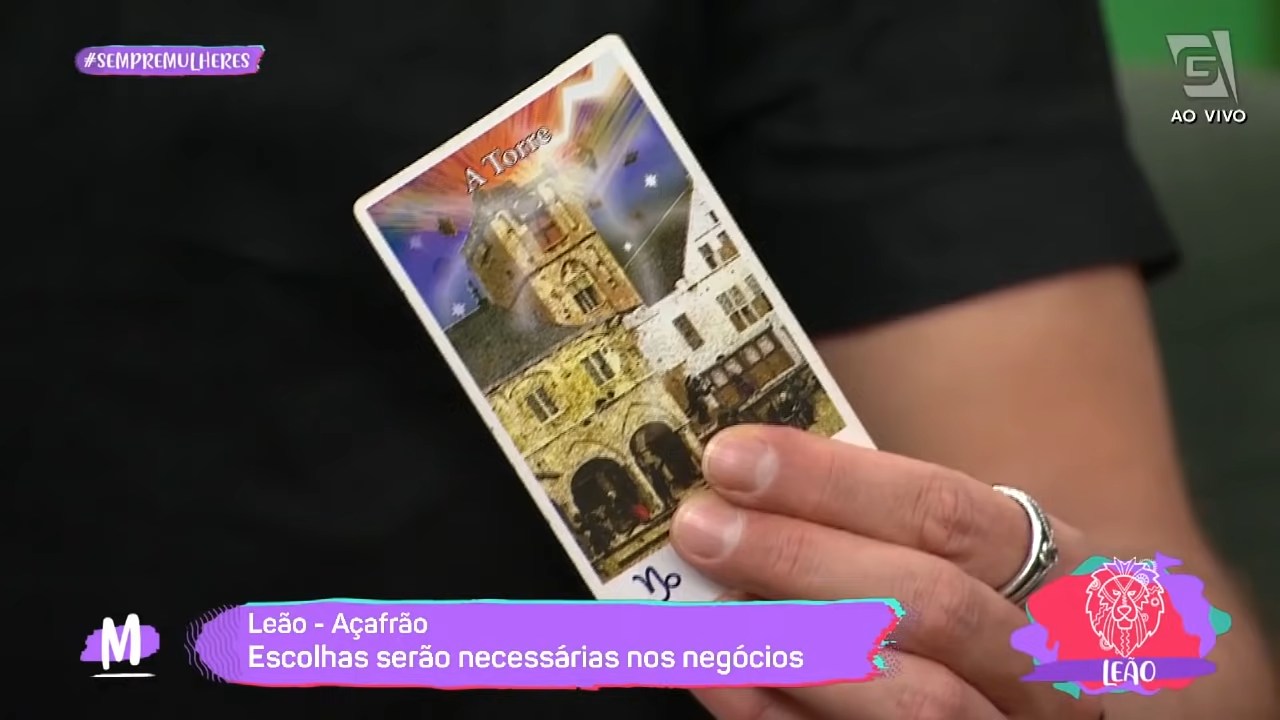 #SEMPREMULHERES
G
AO VIVO
A Torre
M
Leão - Açafrão
Escolhas serão necessárias nos negócios
LEÃO